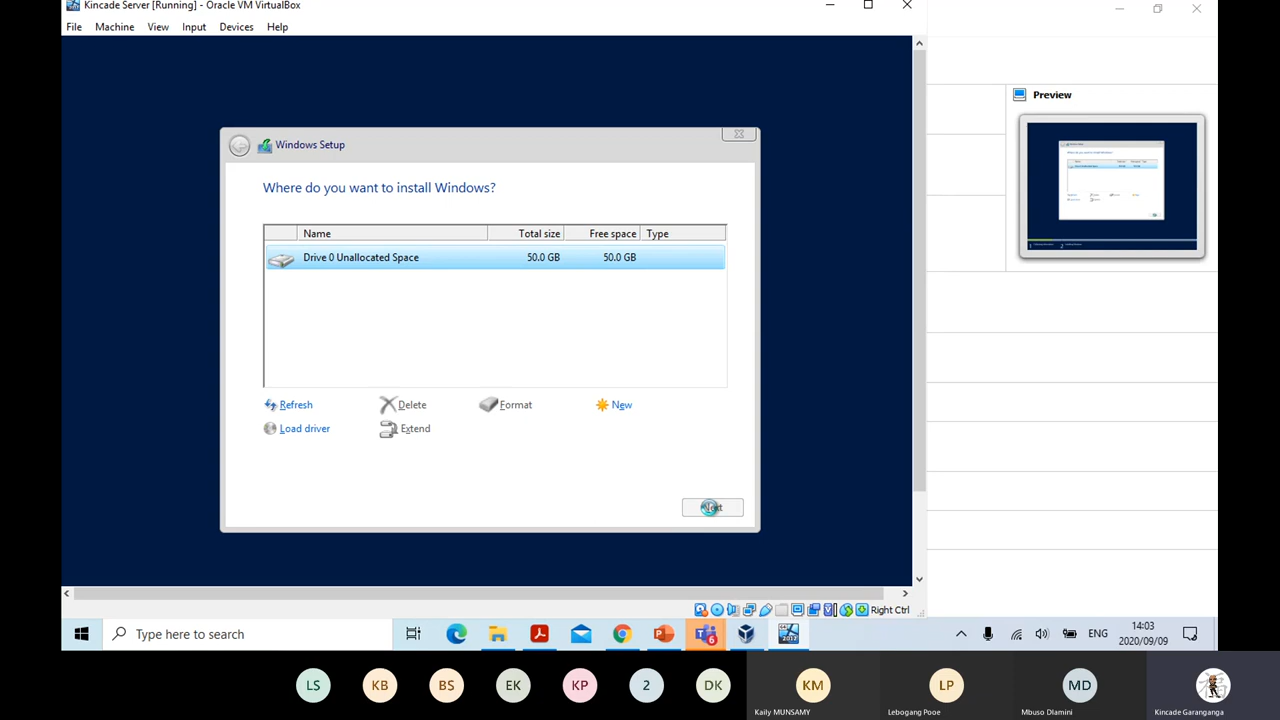 Kincade Server [Running] - Oracle VM VirtualBox
File Machine View Input Devices Help
Preview
Windows Setup
Where do you want to install Windows?
Name Total size Free space Type
Drive 0 Unallocated Space 50.0 GB 50.0 GB
Refresh Delete Format New
Load driver Extend
Next
Right Ctrl
Type here to search
6
2012
ENG
14:03
2020/09/09
LS KB BS EK KP 2 DK KM LP MD
Kaily MUNSAMY Lebogang Pooe Mbuso Dlamini Kincade Garanganga